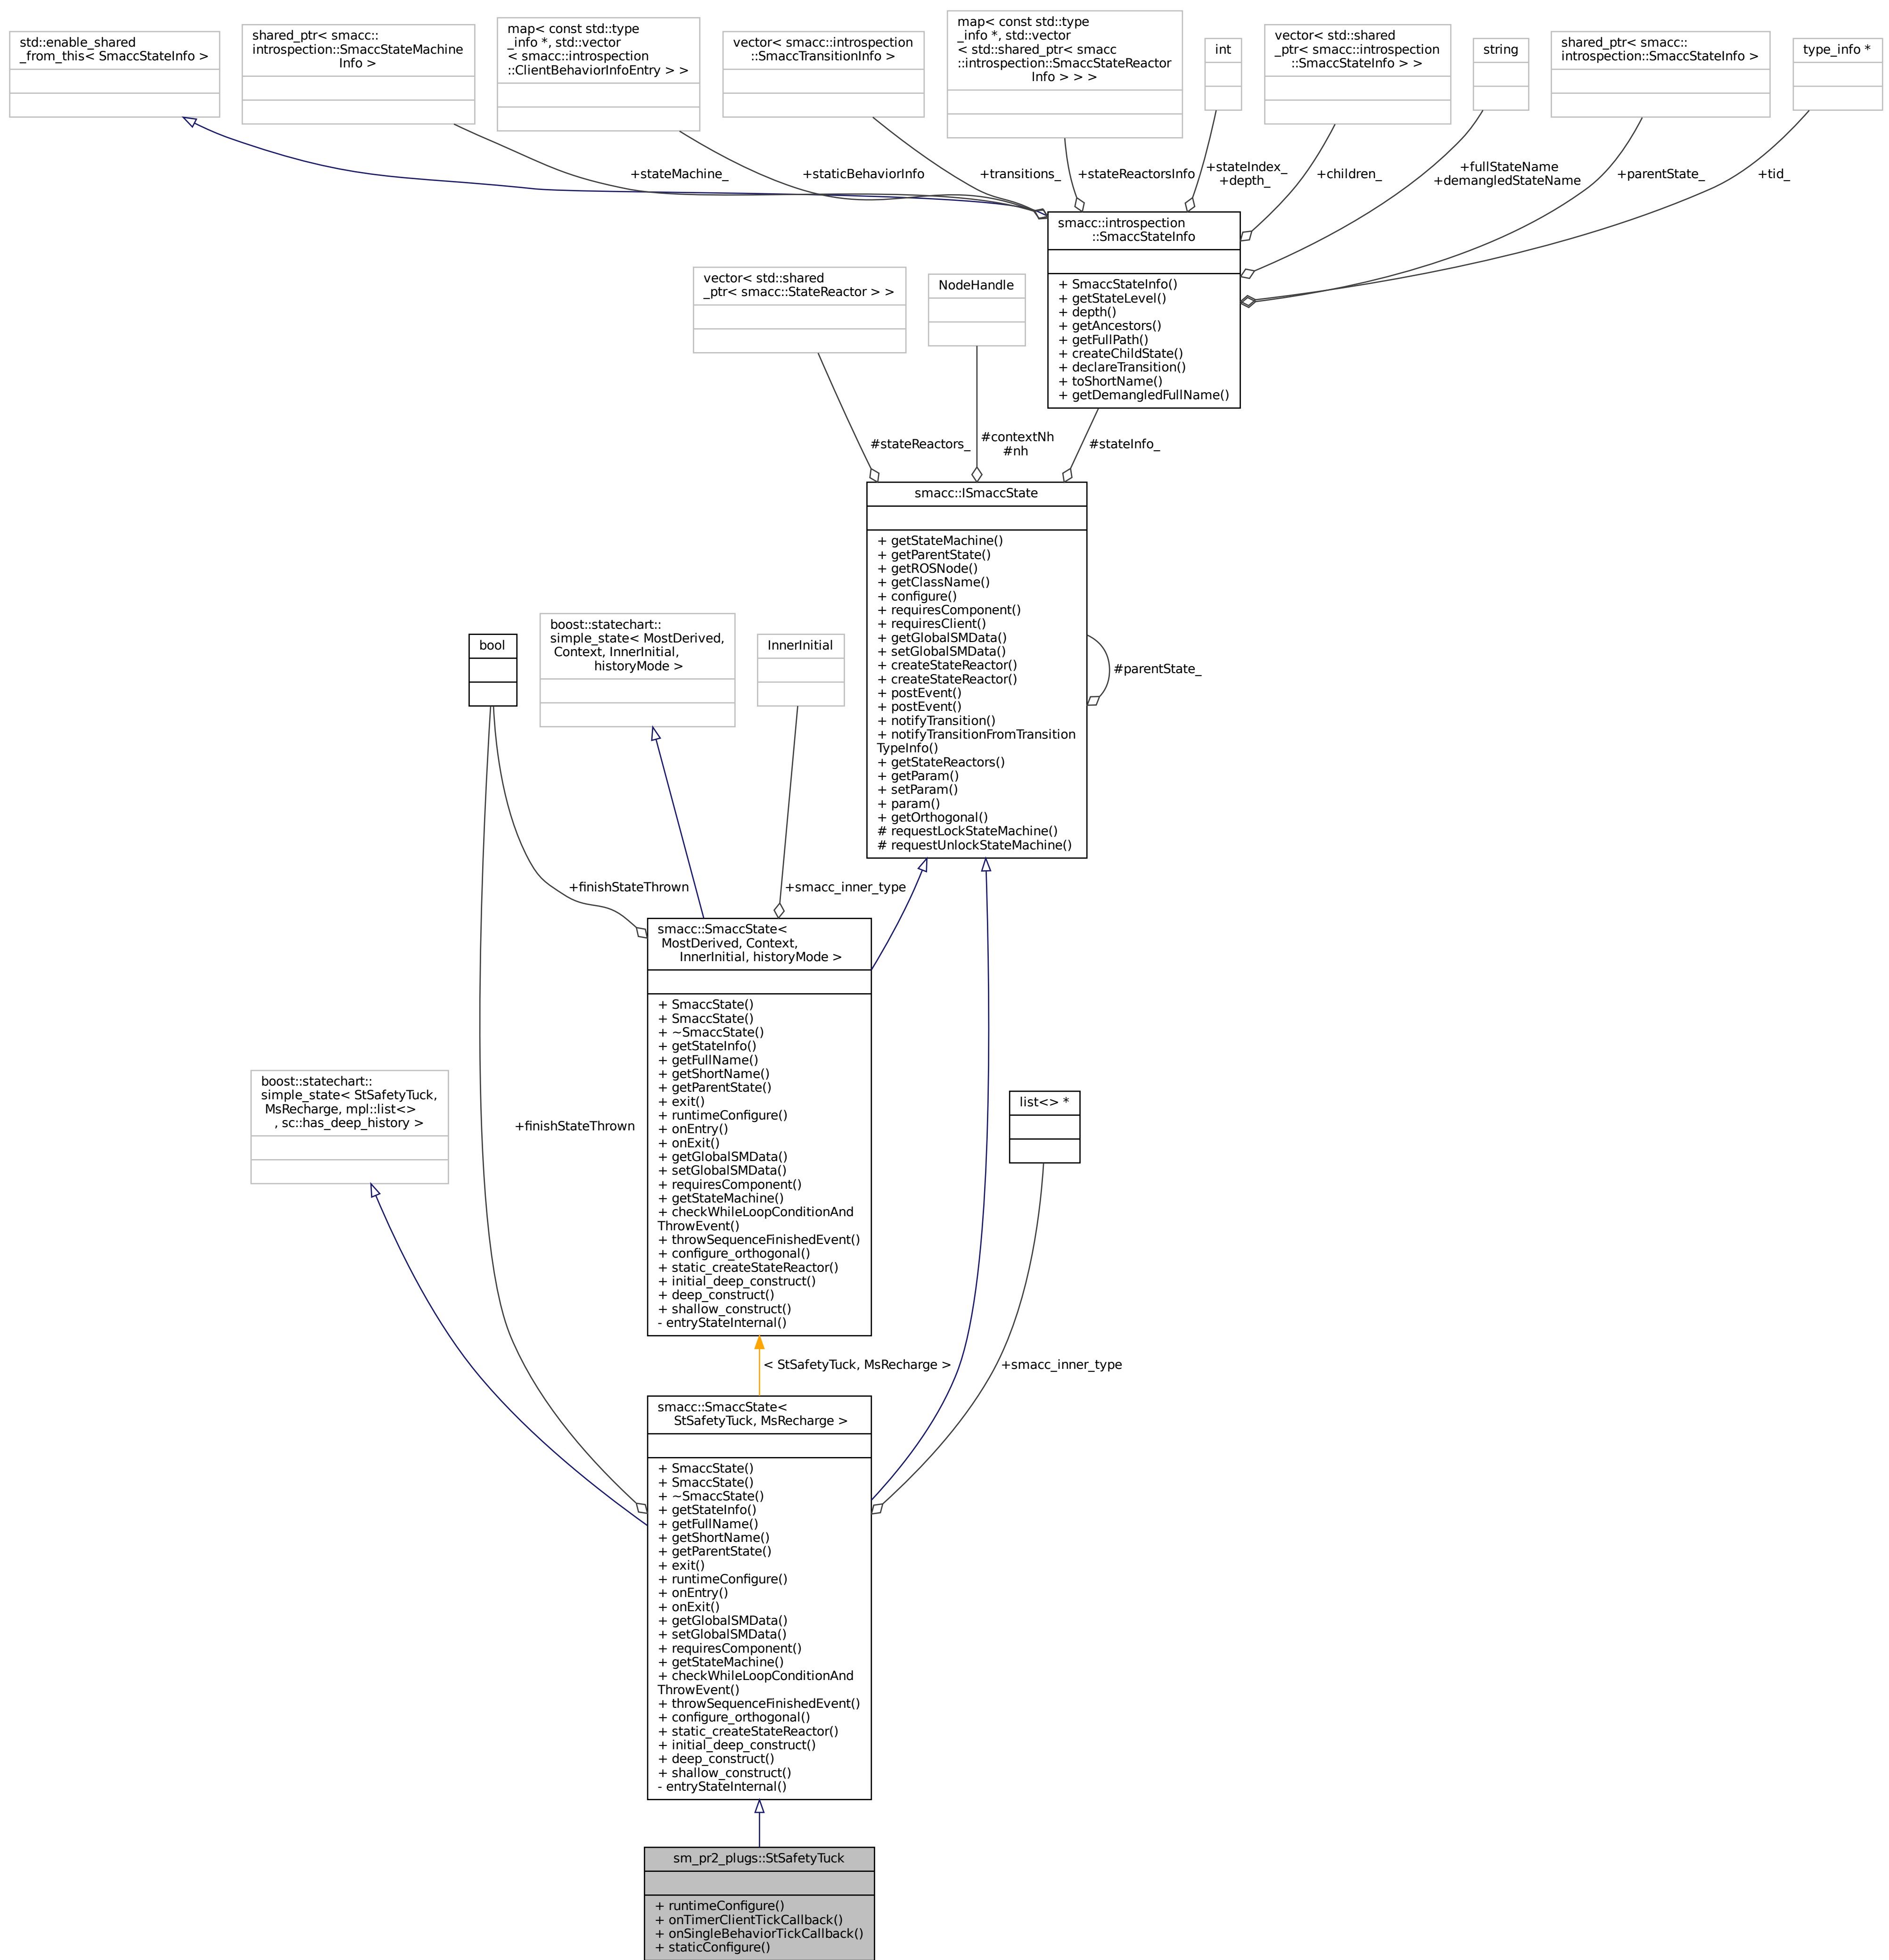 std::enable_shared
_from_this< SmaccStateInfo >
shared_ptr< smacc::
introspection::SmaccStateMachine
Info >
map< const std::type
_info *, std::vector
< smacc::introspection
::ClientBehaviorInfoEntry > >
vector< smacc::introspection
::SmaccTransitionInfo >
map< const std::type
_info *, std::vector
< std::shared_ptr< smacc
::introspection::SmaccStateReactor
Info > > >
int
vector< std::shared
_ptr< smacc::introspection
::SmaccStateInfo > >
string
shared_ptr< smacc::
introspection::SmaccStateInfo >
type_info *
+stateMachine_
+staticBehaviorInfo
+transitions_
+stateReactorsInfo
+stateIndex_
+depth_
+children_
+fullStateName
+demangledStateName
+parentState_
+tid_
smacc::introspection
::SmaccStateInfo
+ SmaccStateInfo()
+ getStateLevel()
+ depth()
+ getAncestors()
+ getFullPath()
+ createChildState()
+ declareTransition()
+ toShortName()
+ getDemangledFullName()
vector< std::shared
_ptr< smacc::StateReactor > >
NodeHandle
#stateReactors_
#contextNh
#nh
#stateInfo_
smacc::ISmaccState
+ getStateMachine()
+ getParentState()
+ getROSNode()
+ getClassName()
+ configure()
+ requiresComponent()
+ requiresClient()
+ getGlobalSMData()
+ setGlobalSMData()
+ createStateReactor()
+ createStateReactor()
+ postEvent()
+ postEvent()
+ notifyTransition()
+ notifyTransitionFromTransition
TypeInfo()
+ getStateReactors()
+ getParam()
+ setParam()
+ param()
+ getOrthogonal()
# requestLockStateMachine()
# requestUnlockStateMachine()
#parentState_
bool
boost::statechart::
simple_state< MostDerived,
Context, InnerInitial,
historyMode >
InnerInitial
+finishStateThrown
+smacc_inner_type
smacc::SmaccState<
MostDerived, Context,
InnerInitial, historyMode >
+ SmaccState()
+ SmaccState()
+ ~SmaccState()
+ getStateInfo()
+ getFullName()
+ getShortName()
+ getParentState()
+ exit()
+ runtimeConfigure()
+ onEntry()
+ onExit()
+ getGlobalSMData()
+ setGlobalSMData()
+ requiresComponent()
+ getStateMachine()
+ checkWhileLoopConditionAnd
ThrowEvent()
+ throwSequenceFinishedEvent()
+ configure_orthogonal()
+ static_createStateReactor()
+ initial_deep_construct()
+ deep_construct()
+ shallow_construct()
- entryStateInternal()
boost::statechart::
simple_state< StSafetyTuck,
MsRecharge, mpl::list<>
, sc::has_deep_history >
+finishStateThrown
list<> *
< StSafetyTuck, MsRecharge >
+smacc_inner_type
smacc::SmaccState<
StSafetyTuck, MsRecharge >
+ SmaccState()
+ SmaccState()
+ ~SmaccState()
+ getStateInfo()
+ getFullName()
+ getShortName()
+ getParentState()
+ exit()
+ runtimeConfigure()
+ onEntry()
+ onExit()
+ getGlobalSMData()
+ setGlobalSMData()
+ requiresComponent()
+ getStateMachine()
+ checkWhileLoopConditionAnd
ThrowEvent()
+ throwSequenceFinishedEvent()
+ configure_orthogonal()
+ static_createStateReactor()
+ initial_deep_construct()
+ deep_construct()
+ shallow_construct()
- entryStateInternal()
sm_pr2_plugs::StSafetyTuck
+ runtimeConfigure()
+ onTimerClientTickCallback()
+ onSingleBehaviorTickCallback()
+ staticConfigure()